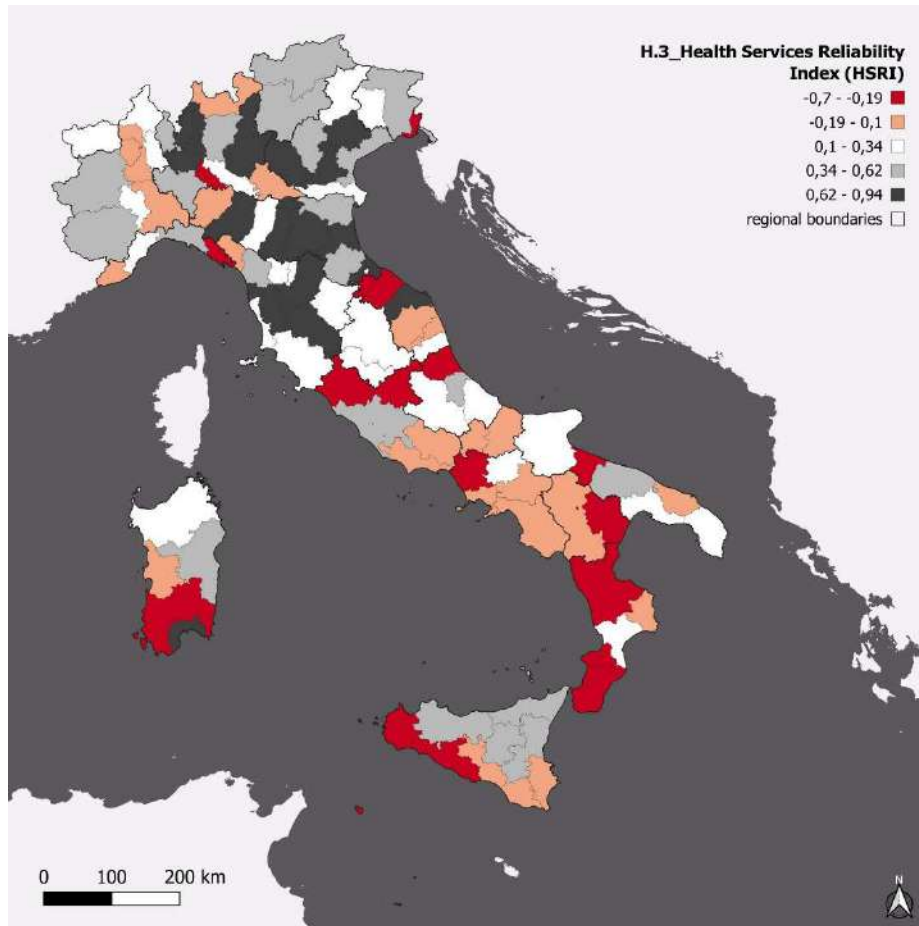 H.3_Health Services Reliability
Index (HSRI)
-0,7 - -0,19
-0,19 - 0,1
0,1 - 0,34
0,34 - 0,62
0,62 - 0,94
regional boundaries
0 100 200 km
N